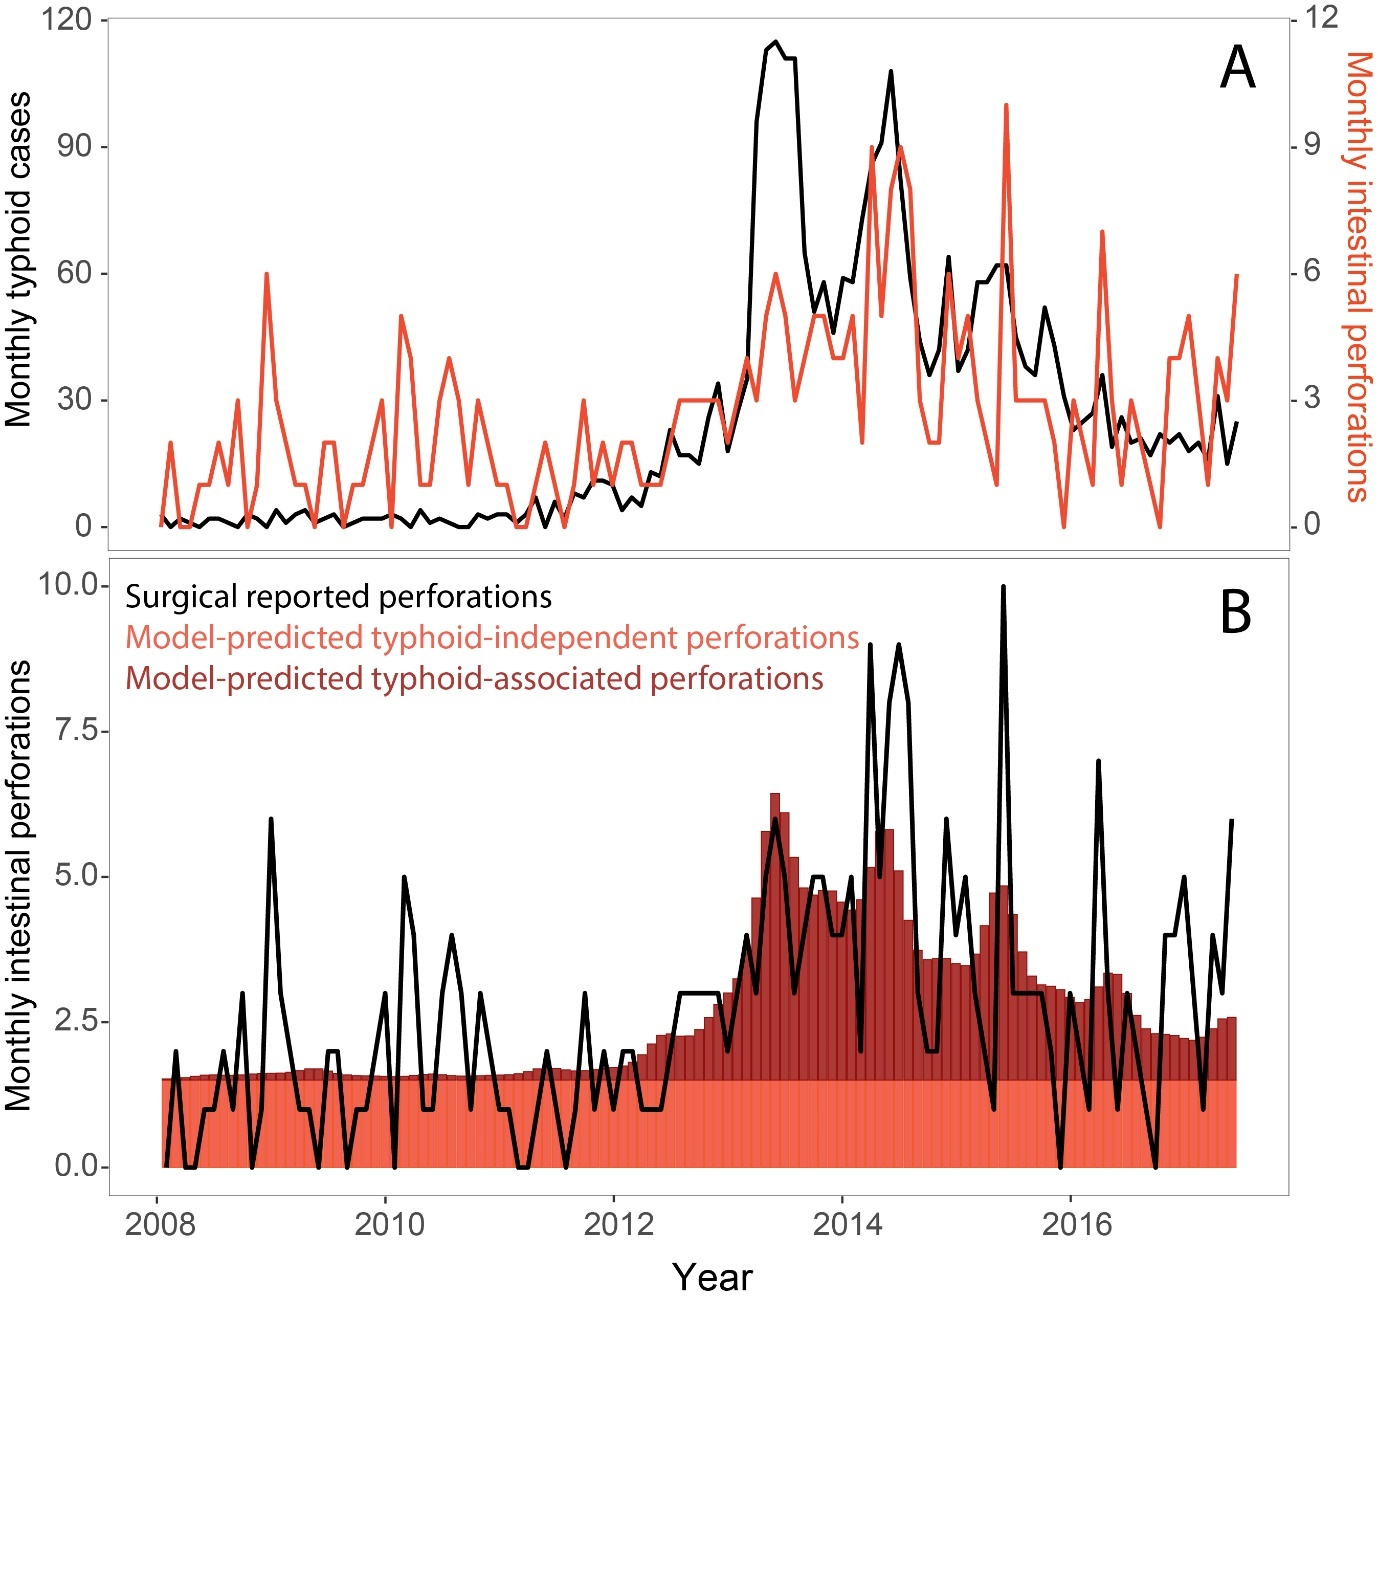 120
90
60
30
0
Monthly typhoid cases
12
9
6
3
0
Monthly intestinal perforations
A
10.0
7.5
5.0
2.5
0.0
Monthly intestinal perforations
Surgical reported perforations
Model-predicted typhoid-independent perforations
Model-predicted typhoid-associated perforations
B
2008 2010 2012 2014 2016
Year